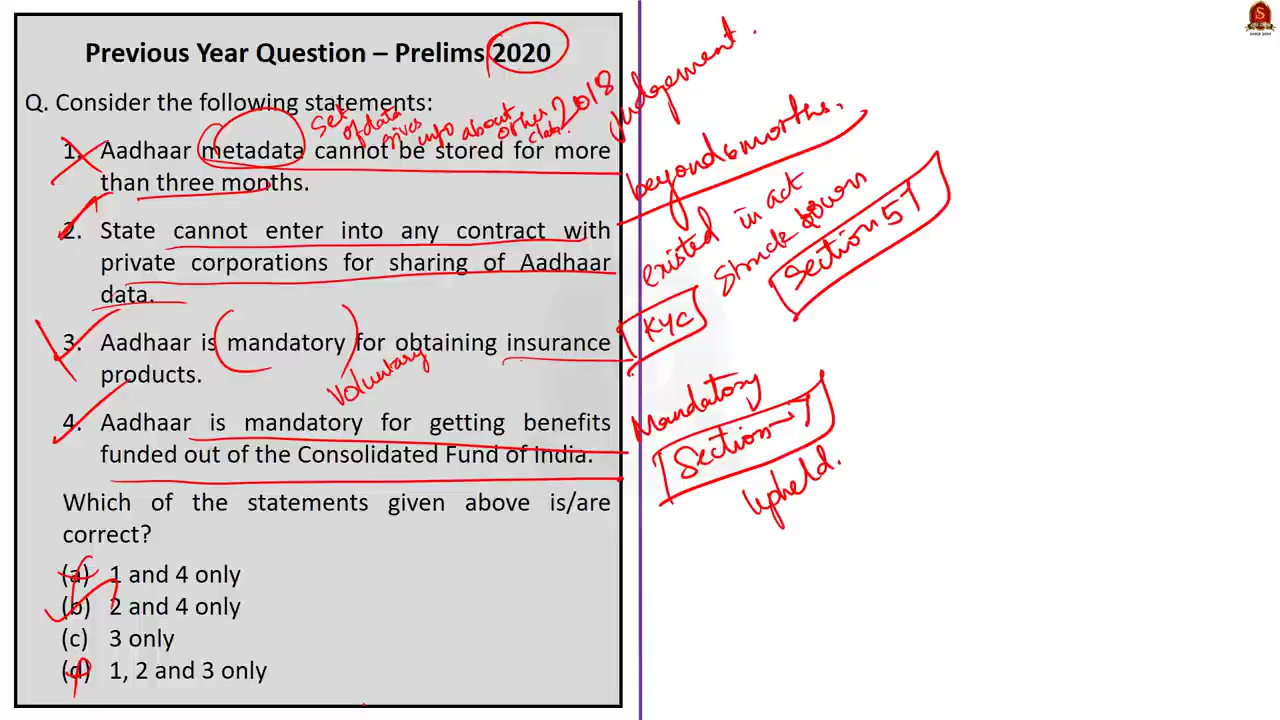 Previous Year Question – Prelims 2020
Q. Consider the following statements:
Set of data gives info about other data.
2018 Judgement.
1. Aadhaar metadata cannot be stored for more
than three months.
beyond 6 months.
2. State cannot enter into any contract with
private corporations for sharing of Aadhaar
data.
existed in act
struck down
Section 57
3. Aadhaar is mandatory for obtaining insurance
products.
Voluntary
KYC
4. Aadhaar is mandatory for getting benefits
funded out of the Consolidated Fund of India.
Mandatory
Section-7
Upheld.
Which of the statements given above is/are
correct?
(a) 1 and 4 only
(b) 2 and 4 only
(c) 3 only
(d) 1, 2 and 3 only